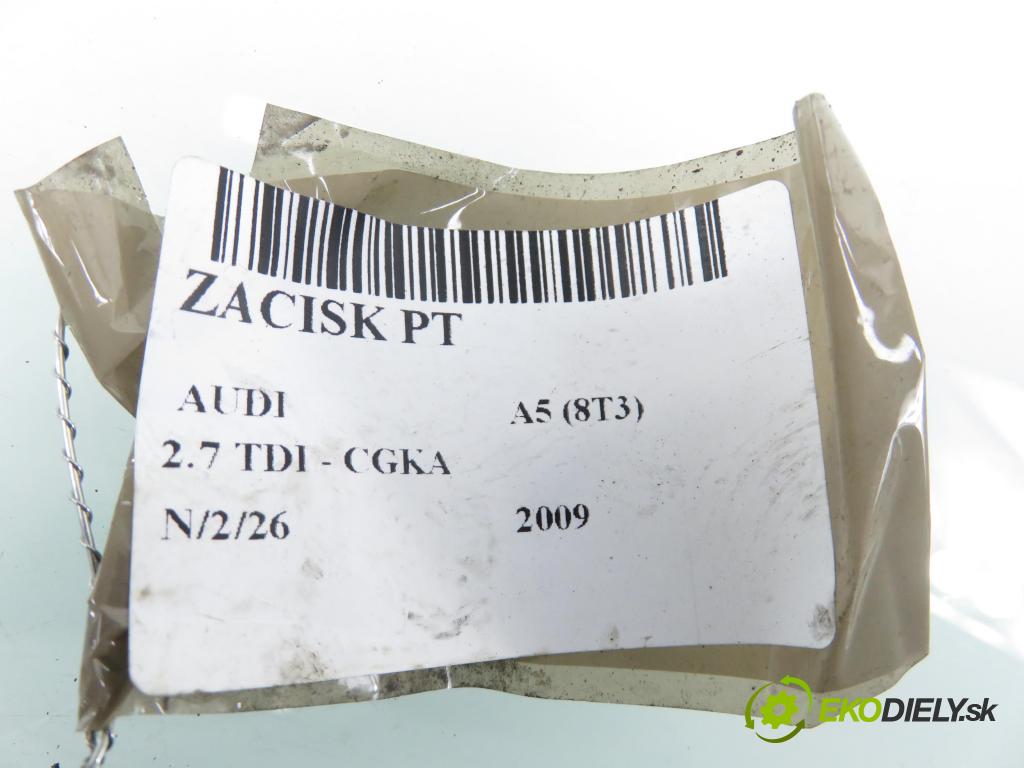 ZACISK PT
AUDI A5 (8T3)
2.7 TDI - CGKA
N/2/26 2009
EKODIELY.sk